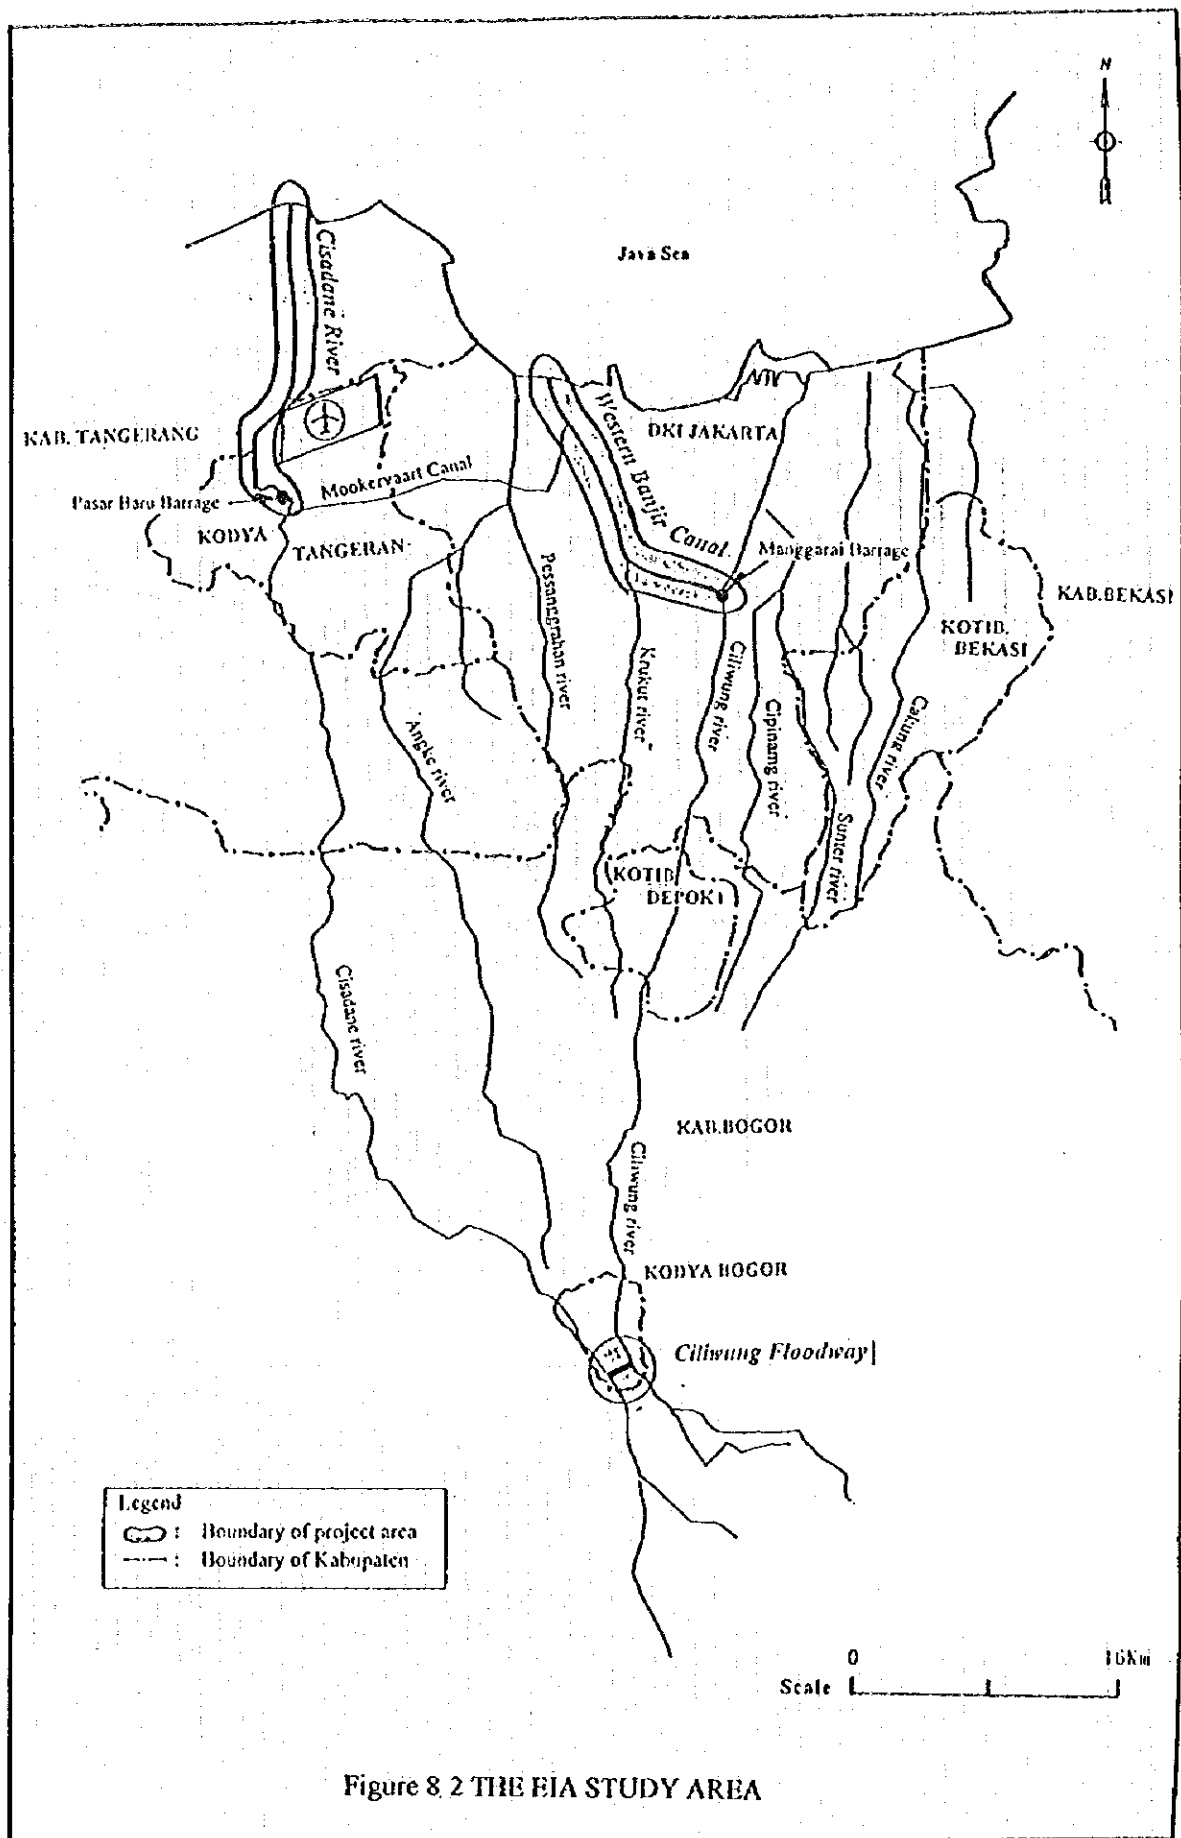 N
Java Sea
Cisadane River
KAB. TANGERANG
Western Banjir Canal
DKI JAKARTA
Mookervaart Canal
Pasar Baru Barrage
KODYA
TANGERAN
Manggarai Barrage
Pessanggrahan river
KAB.BEKASI
KOTIB.
BEKASI
Krukut river
Ciliwung river
Cipinang river
Cakung river
Angke river
Sunter river
KOTIB
DEPOK
Cisadane river
KAB.BOGOR
Ciliwung river
KODYA BOGOR
Ciliwung Floodway
Legend
: Boundary of project area
: Boundary of Kabupaten
0 16Km
Scale
Figure 8.2 THE EIA STUDY AREA